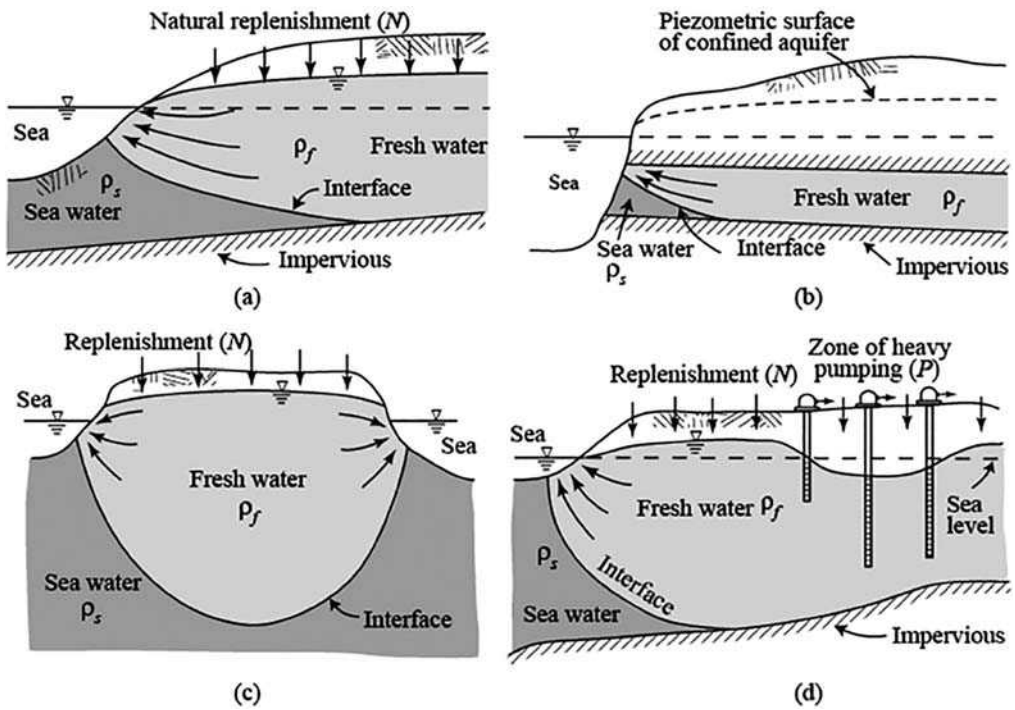 Natural replenishment (N)
Sea
ρf
Fresh water
ρs
Sea water
Interface
Impervious
(a)
Piezometric surface
of confined aquifer
Sea
Fresh water ρf
Sea water
ρs
Interface
Impervious
(b)
Replenishment (N)
Sea
Sea
Fresh water
ρf
Sea water
ρs
Interface
(c)
Zone of heavy
pumping (P)
Replenishment (N)
Sea
Fresh water ρf
Sea
level
ρs
Interface
Sea water
Impervious
(d)